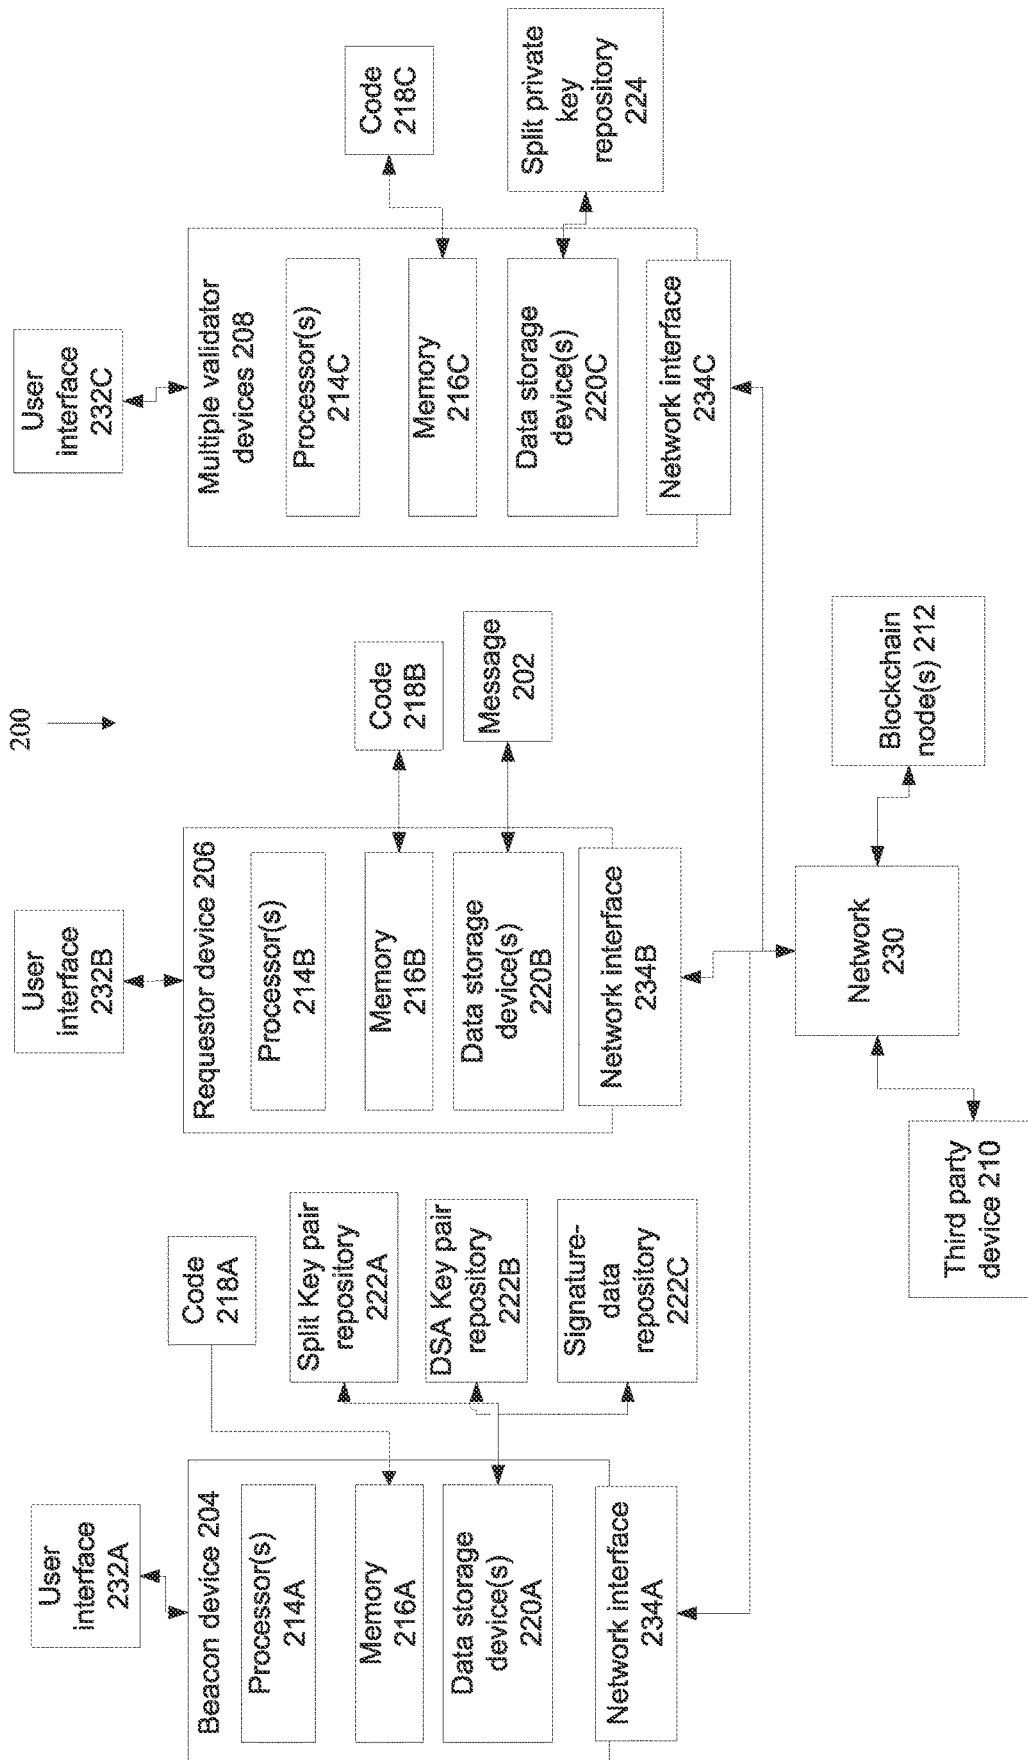 200
User
interface
232A
Beacon device 204
Processor(s)
214A
Memory
216A
Data storage
device(s)
220A
Network interface
234A
Code
218A
Split Key pair
repository
222A
DSA Key pair
repository
222B
Signature-
data
repository
222C
User
interface
232B
Requestor device 206
Processor(s)
214B
Memory
216B
Data storage
device(s)
220B
Network interface
234B
Code
218B
Message
202
User
interface
232C
Multiple validator
devices 208
Processor(s)
214C
Memory
216C
Data storage
device(s)
220C
Network interface
234C
Code
218C
Split private
key
repository
224
Third party
device 210
Network
230
Blockchain
node(s) 212